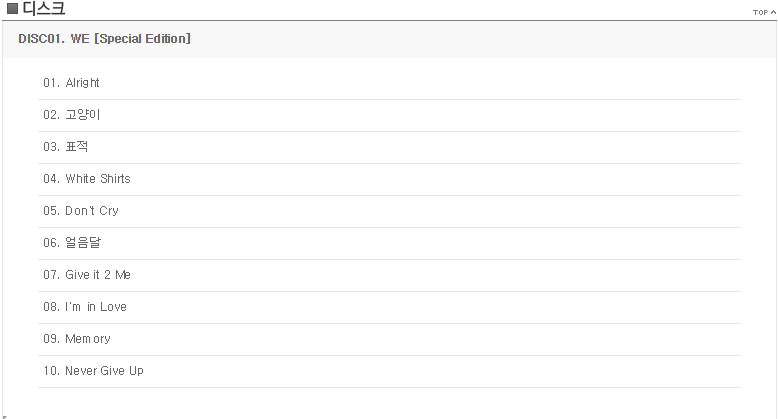 디스크
TOP
DISC01. WE [Special Edition]
01. Alright
02. 고양이
03. 표적
04. White Shirts
05. Don't Cry
06. 얼음달
07. Give it 2 Me
08. I'm in Love
09. Memory
10. Never Give Up